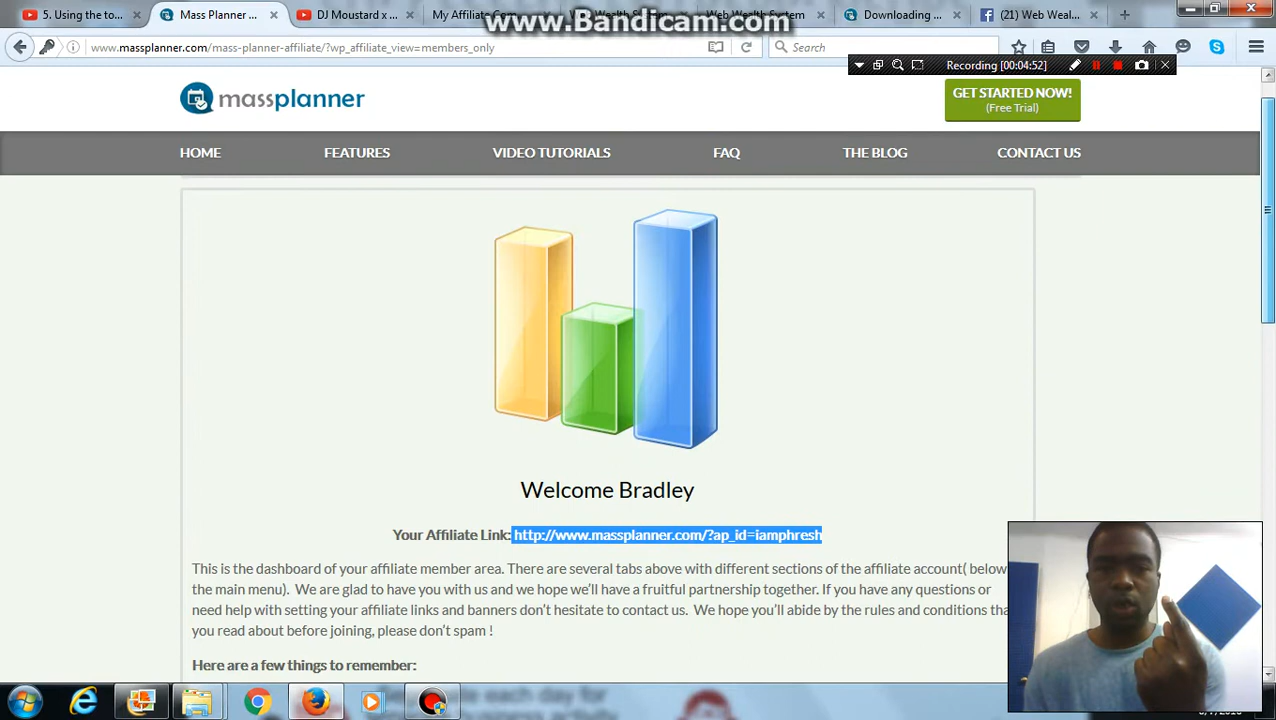 5. Using the to
Mass Planner
DJ Moustard x
My Affiliate Con
Web Wealth System
Downloading
(21) Web Weal
www.Bandicam.com
www.massplanner.com/mass-planner-affiliate/?wp_affiliate_view=members_only
Search
Recording [00:04:52]
massplanner
GET STARTED NOW!
(Free Trial)
HOME
FEATURES
VIDEO TUTORIALS
FAQ
THE BLOG
CONTACT US
Welcome Bradley
Your Affiliate Link: http://www.massplanner.com/?ap_id=iamphresh
This is the dashboard of your affiliate member area. There are several tabs above with different sections of the affiliate account( below
the main menu). We are glad to have you with us and we hope we'll have a fruitful partnership together. If you have any questions or
need help with setting your affiliate links and banners don't hesitate to contact us. We hope you'll abide by the rules and conditions tha
you read about before joining, please don't spam !
Here are a few things to remember: